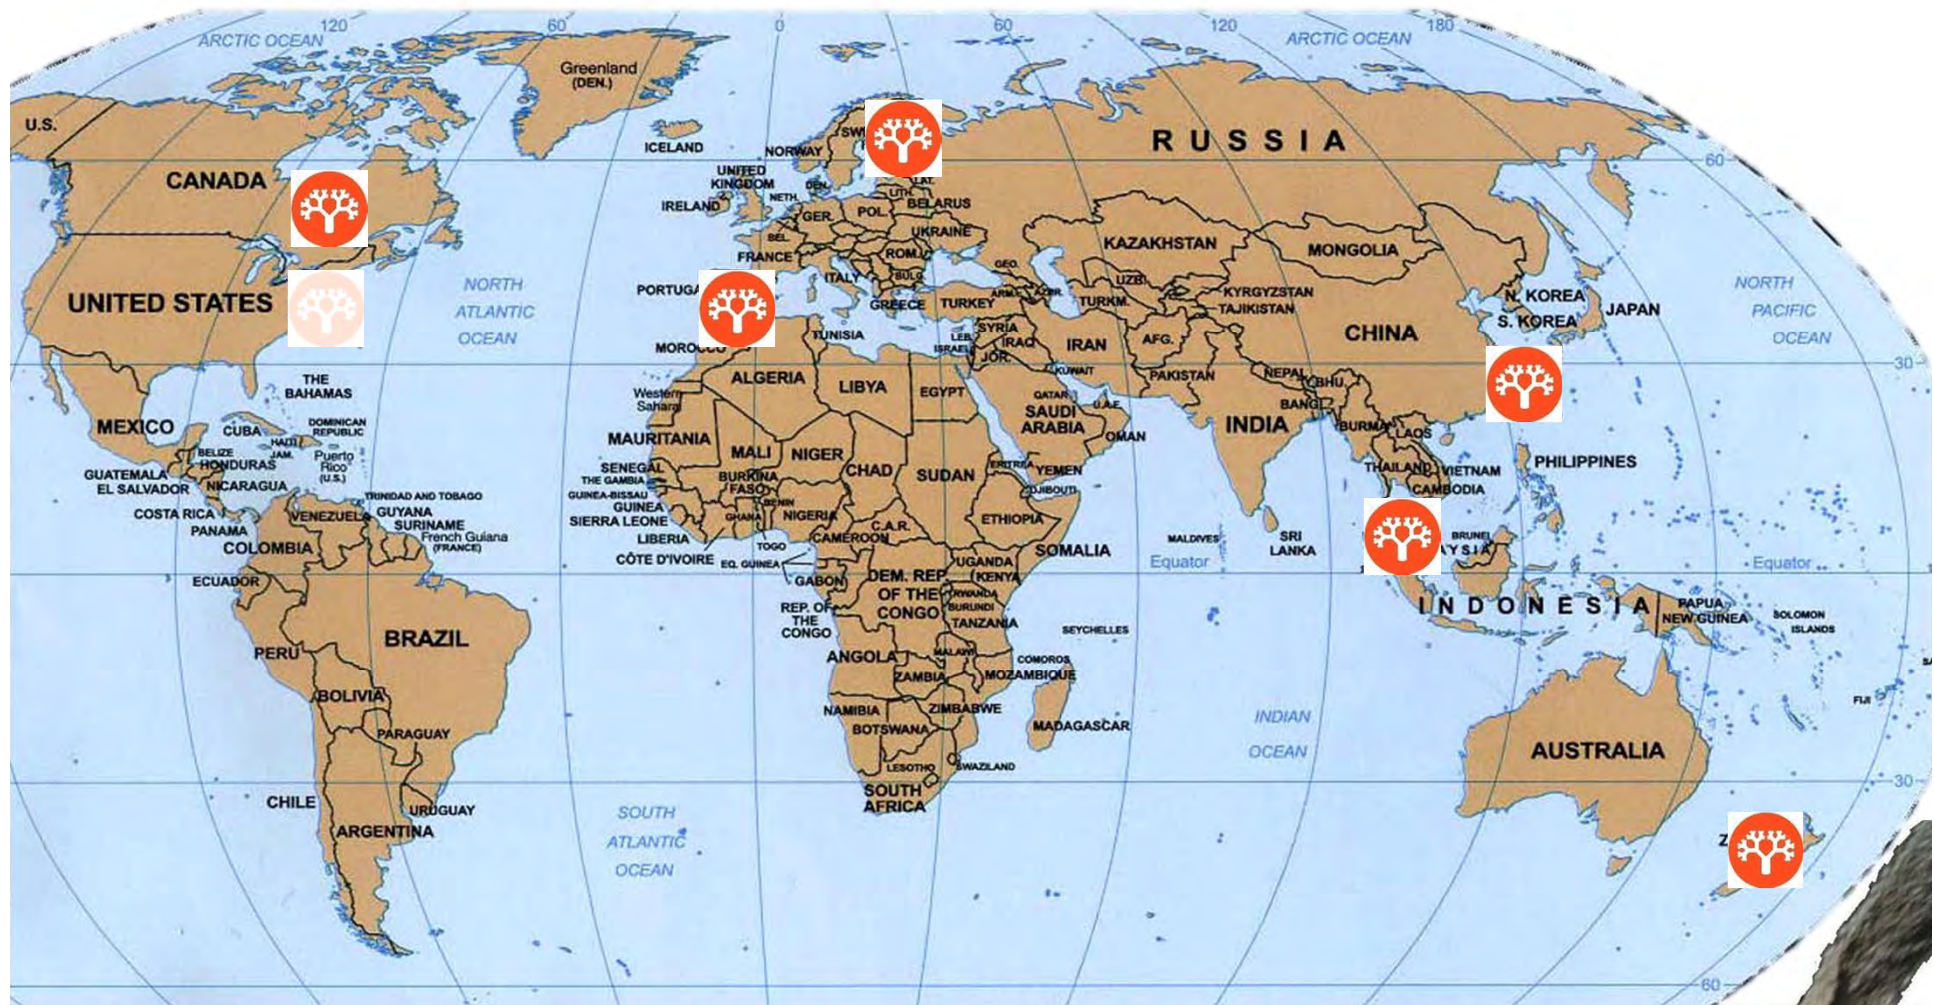 120
60
0
60
120
180
ARCTIC OCEAN
ARCTIC OCEAN
Greenland
(DEN.)
U.S.
ICELAND
NORWAY
RUSSIA
60
CANADA
UNITED
KINGDOM
DEN.
NETH.
LAT.
LITH.
IRELAND
BELARUS
GER.
POL.
BEL.
UKRAINE
FRANCE
ROM.
KAZAKHSTAN
MONGOLIA
GEO.
ITALY
BULG.
UZB.
NORTH
ATLANTIC
OCEAN
NORTH
PACIFIC
OCEAN
UNITED STATES
GREECE
TURKEY
ARM.
AZER.
TURKM.
KYRGYZSTAN
TAJIKISTAN
N. KOREA
S. KOREA
JAPAN
TUNISIA
SYRIA
LEB.
ISRAEL
IRAQ
JOR.
IRAN
AFG.
CHINA
MOROCCO
KUWAIT
PAKISTAN
NEPAL
BHU.
30
THE
BAHAMAS
ALGERIA
LIBYA
EGYPT
Western
Sahara
QATAR
U.A.E.
SAUDI
ARABIA
BANGL.
INDIA
MEXICO
CUBA
HAITI
DOMINICAN
REPUBLIC
JAM.
OMAN
BURMA
LAOS
MAURITANIA
MALI
NIGER
CHAD
SUDAN
BELIZE
HONDURAS
Puerto
Rico
(U.S.)
GUATEMALA
EL SALVADOR
NICARAGUA
SENEGAL
THE GAMBIA
GUINEA-BISSAU
GUINEA
SIERRA LEONE
LIBERIA
CÔTE D'IVOIRE
BURKINA
FASO
BENIN
GHANA
NIGERIA
ERITREA
YEMEN
DJIBOUTI
THAILAND
VIETNAM
CAMBODIA
PHILIPPINES
TRINIDAD AND TOBAGO
GUYANA
SURINAME
French Guiana
(FRANCE)
COSTA RICA
PANAMA
VENEZUELA
COLOMBIA
C.A.R.
ETHIOPIA
CAMEROON
TOGO
EQ. GUINEA
SOMALIA
MALDIVES
SRI
LANKA
BRUNEI
Equator
Equator
ECUADOR
GABON
UGANDA
KENYA
DEM. REP.
OF THE
CONGO
RWANDA
BURUNDI
TANZANIA
REP. OF
THE
CONGO
INDONESIA
PAPUA
NEW GUINEA
SOLOMON
ISLANDS
SEYCHELLES
BRAZIL
PERU
ANGOLA
MALAWI
ZAMBIA
COMOROS
MOZAMBIQUE
BOLIVIA
NAMIBIA
ZIMBABWE
BOTSWANA
MADAGASCAR
FIJI
INDIAN
OCEAN
PARAGUAY
AUSTRALIA
LESOTHO
SWAZILAND
SOUTH
AFRICA
30
CHILE
URUGUAY
ARGENTINA
SOUTH
ATLANTIC
OCEAN
60